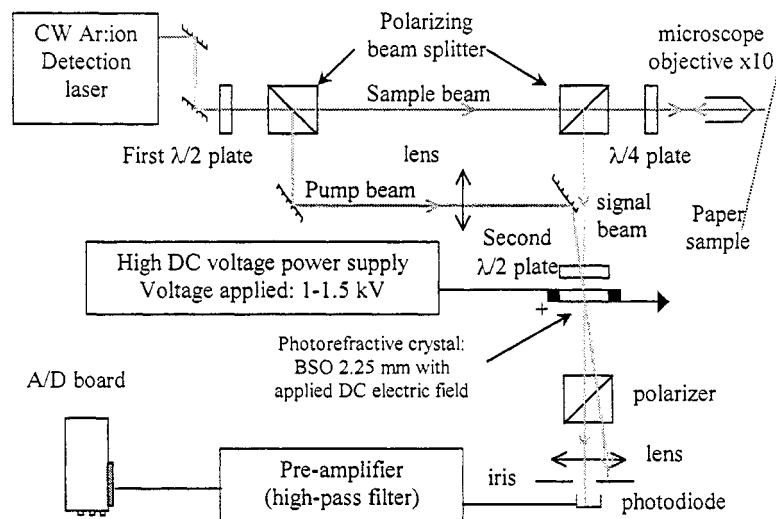 CW Ar:ion
Detection
laser
Polarizing
beam splitter
microscope
objective x10
Sample beam
First λ/2 plate
lens
λ/4 plate
Pump beam
signal
beam
Paper
sample
Second
λ/2 plate
High DC voltage power supply
Voltage applied: 1-1.5 kV
+
Photorefractive crystal:
BSO 2.25 mm with
applied DC electric field
A/D board
polarizer
Pre-amplifier
(high-pass filter)
iris
lens
photodiode